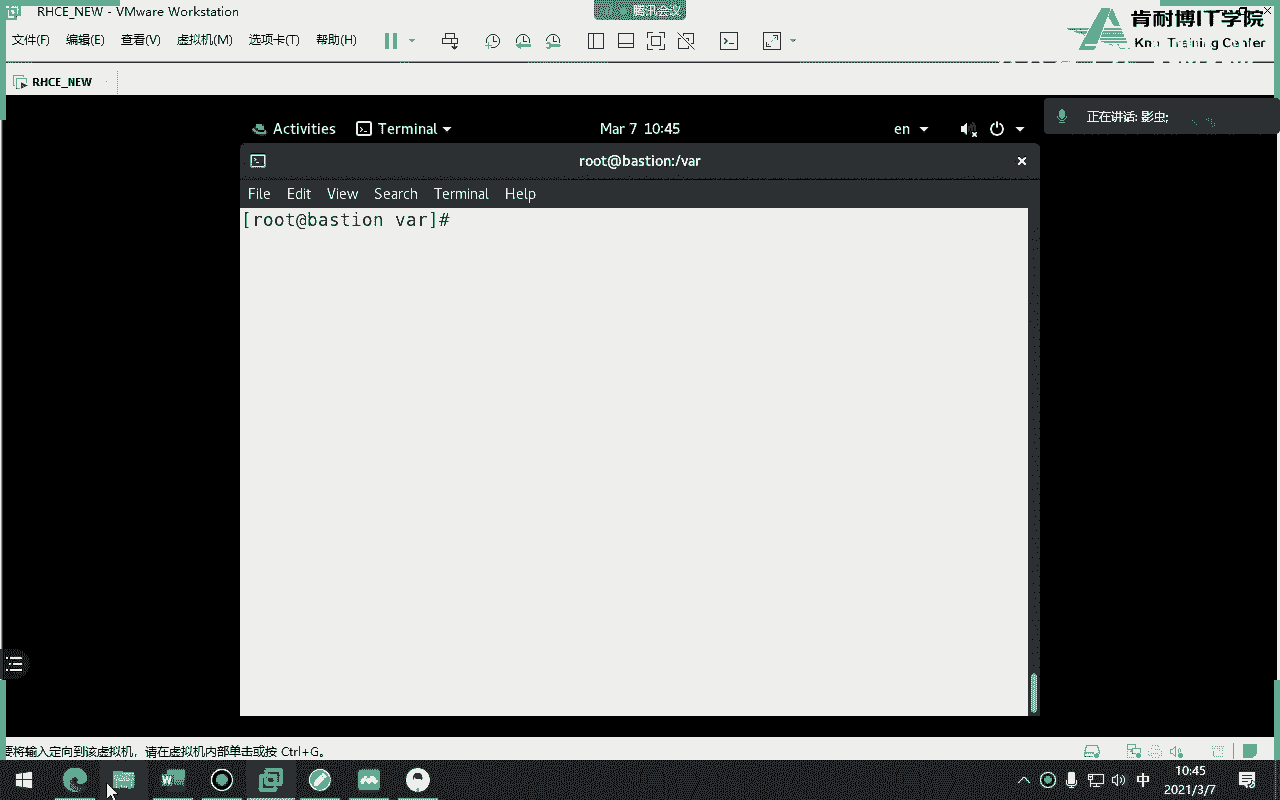 RHCE_NEW - VMware Workstation
腾讯会议
肯耐博IT学院
文件(F) 编辑(E) 查看(V) 虚拟机(M) 选项卡(T) 帮助(H)
Training Center
RHCE_NEW
正在讲话: 影虫;
Activities Terminal Mar 7 10:45 en
root@bastion:/var
File Edit View Search Terminal Help
[root@bastion var]#
要将输入定向到该虚拟机，请在虚拟机内部单击或按 Ctrl+G。
中
10:45
2021/3/7